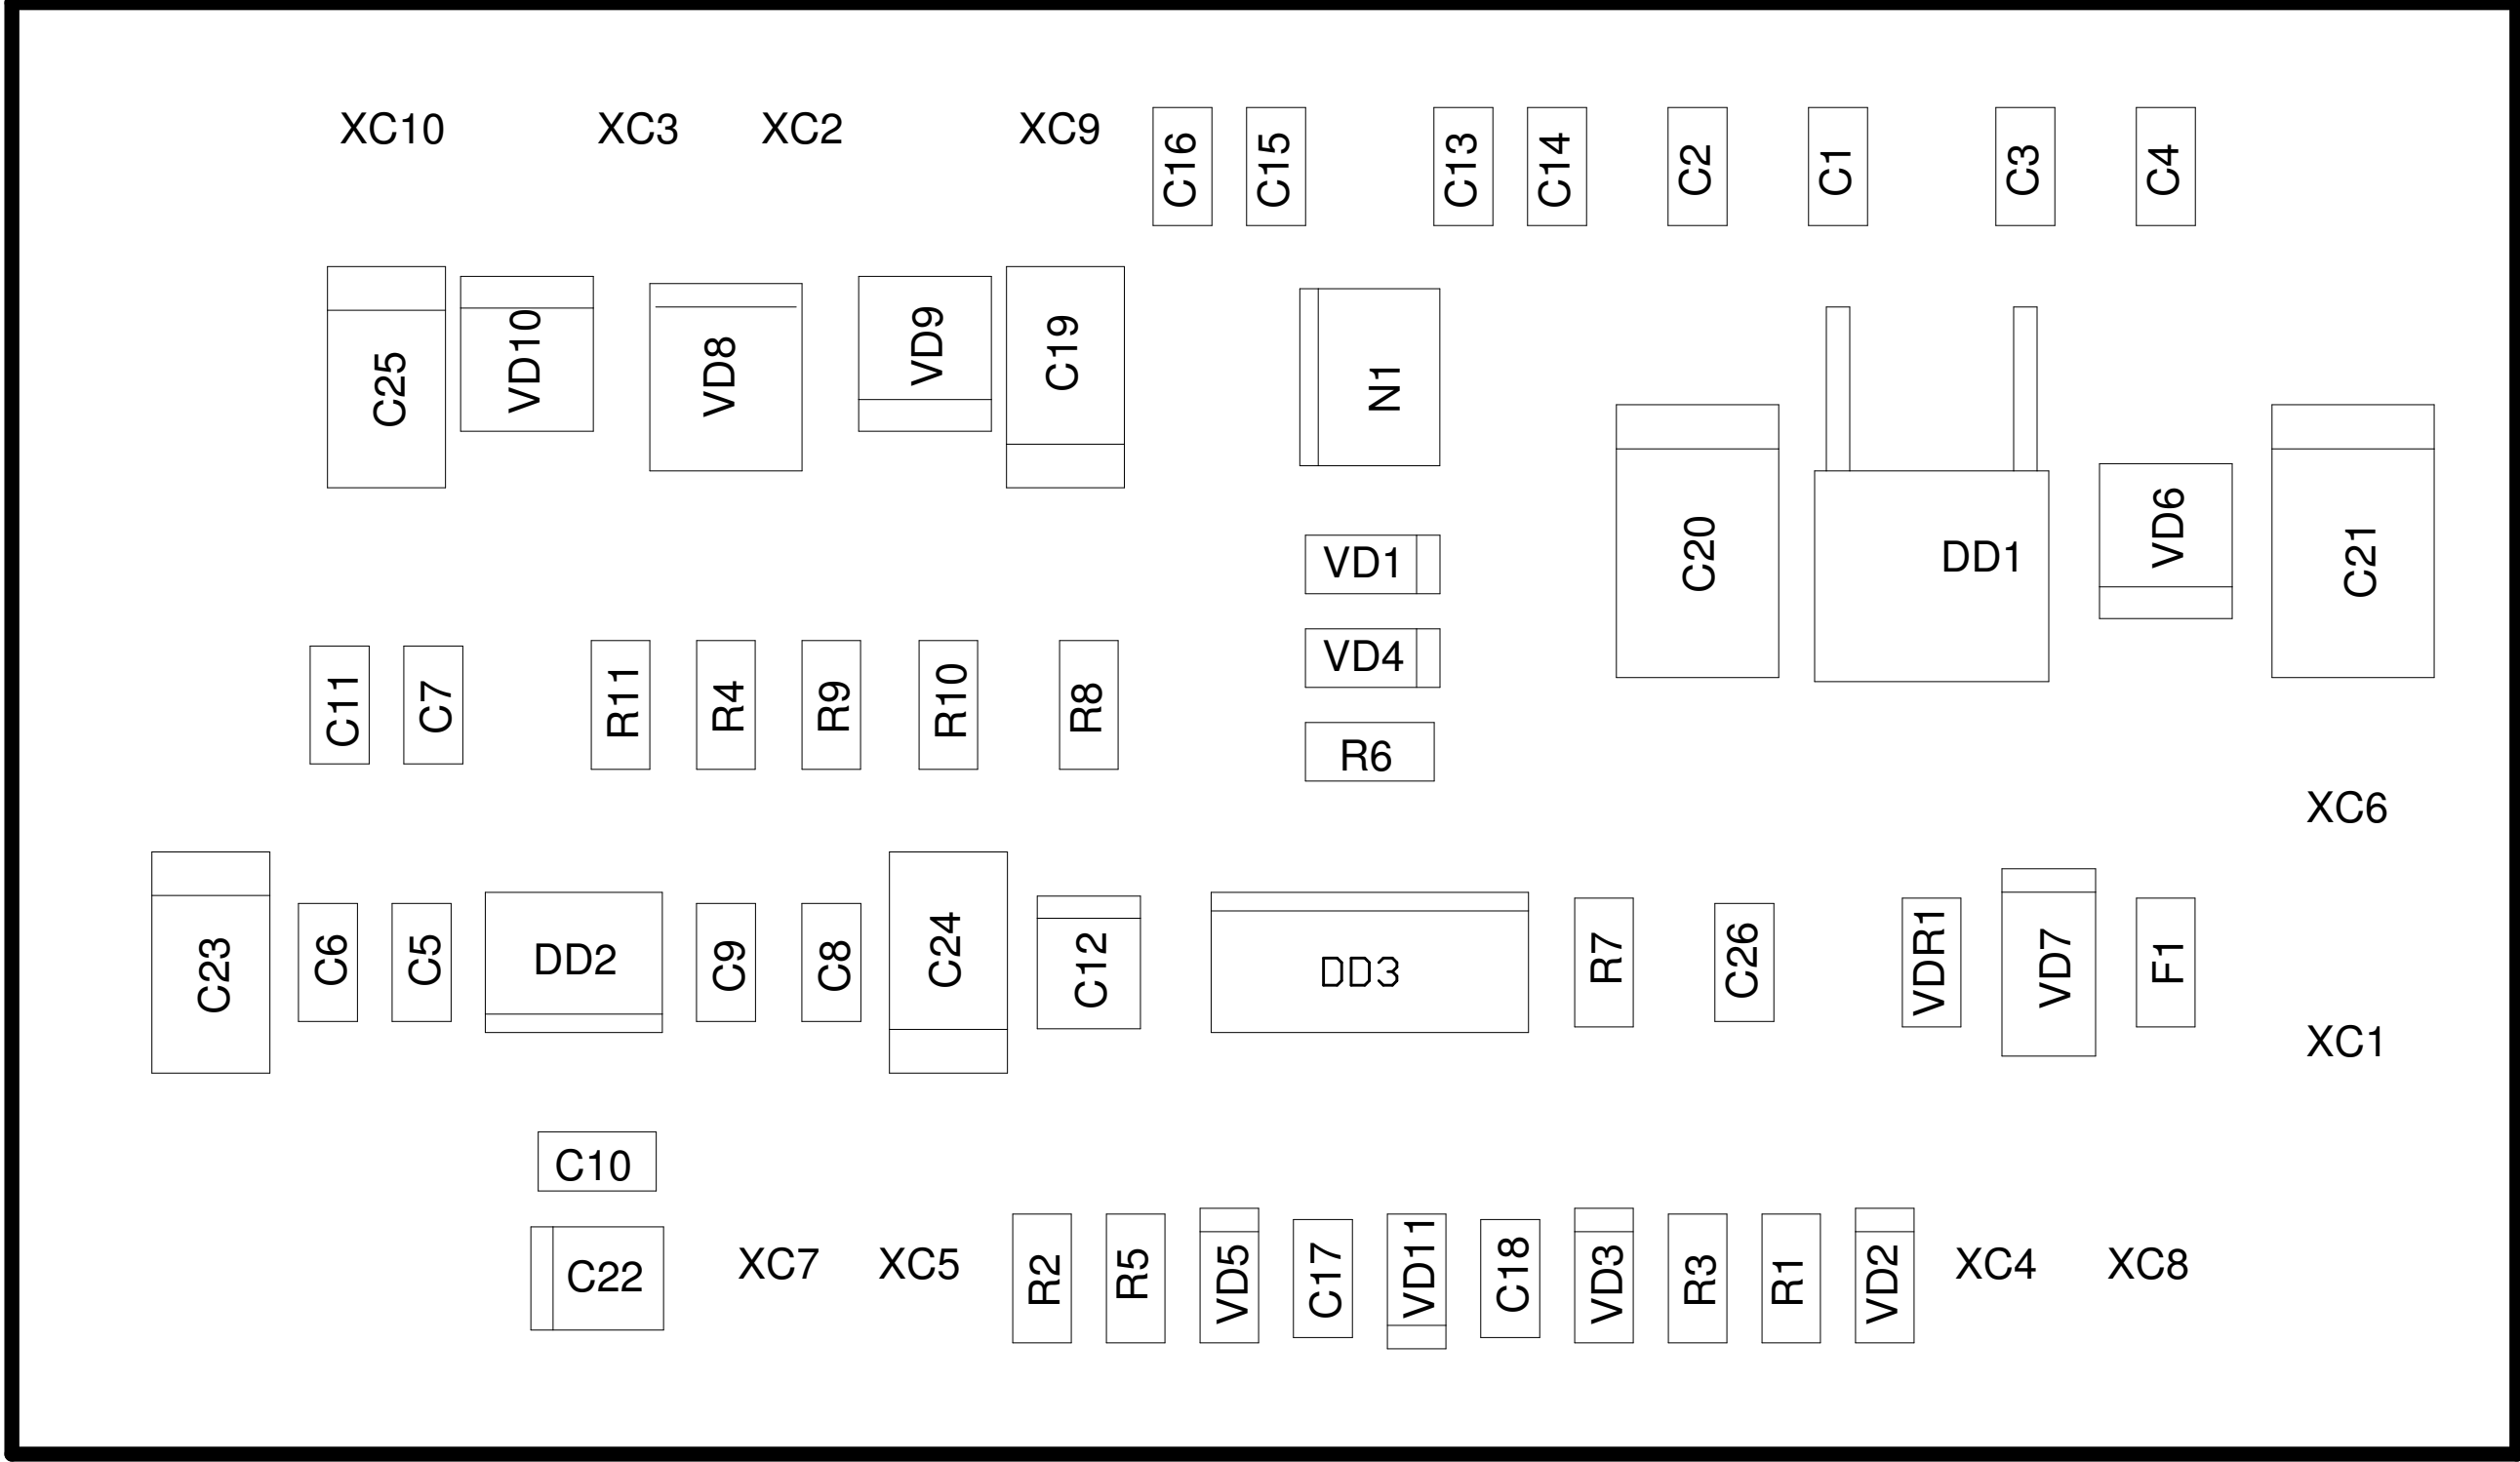 XC10 XC3 XC2 XC9 C16 C15 C13 C14 C2 C1 C3 C4
C25 VD10 VD8 VD9 C19 N1
C20 DD1 VD6 C21
VD1
VD4
C11 C7 R11 R4 R9 R10 R8
R6
XC6
C23 C6 C5 DD2 C9 C8 C24 C12 DD3 R7 C26 VDR1 VD7 F1
XC1
C10
C22 XC7 XC5 R2 R5 VD5 C17 VD11 C18 VD3 R3 R1 VD2 XC4 XC8